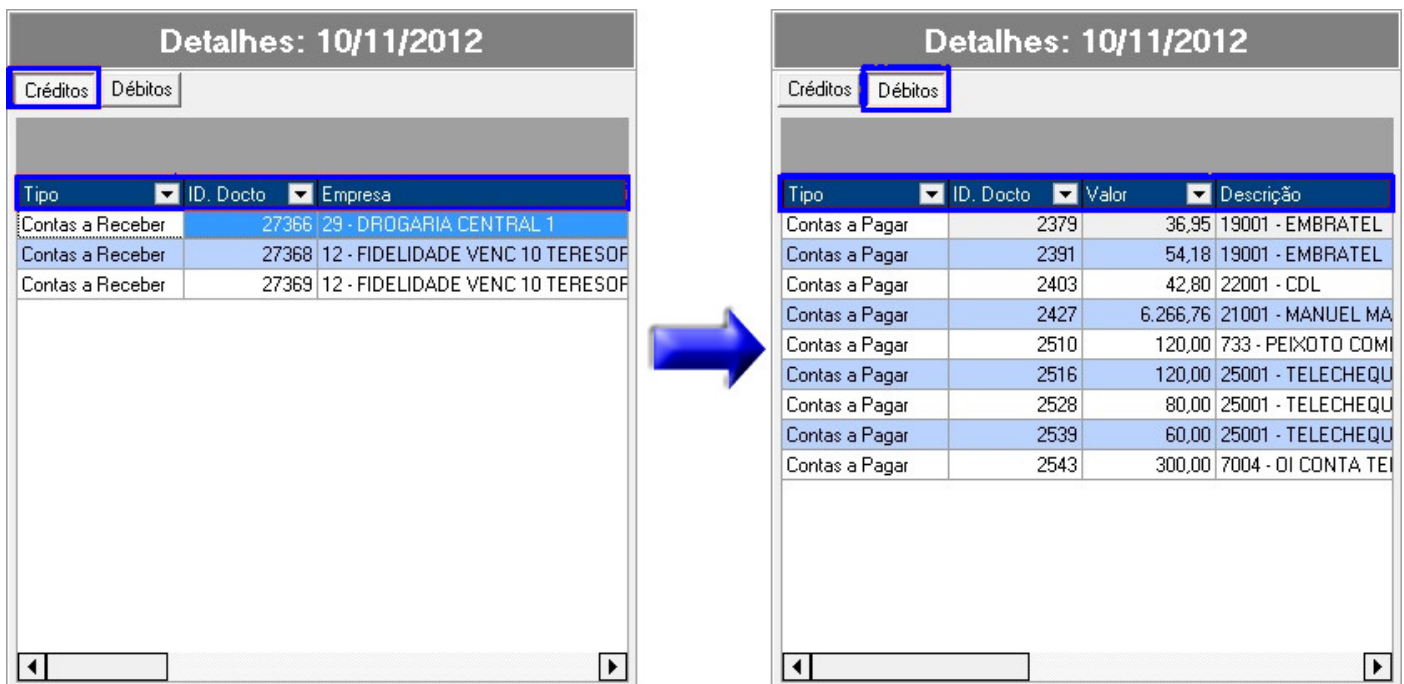 Detalhes: 10/11/2012
Créditos Débitos
Tipo ID. Docto Empresa
Contas a Receber 27366 29 - DROGARIA CENTRAL 1
Contas a Receber 27368 12 - FIDELIDADE VENC 10 TERESOF
Contas a Receber 27369 12 - FIDELIDADE VENC 10 TERESOF
Detalhes: 10/11/2012
Créditos Débitos
Tipo ID. Docto Valor Descrição
Contas a Pagar 2379 36,95 19001 - EMBRATEL
Contas a Pagar 2391 54,18 19001 - EMBRATEL
Contas a Pagar 2403 42,80 22001 - CDL
Contas a Pagar 2427 6.266,76 21001 - MANUEL MA
Contas a Pagar 2510 120,00 733 - PEIXOTO COM
Contas a Pagar 2516 120,00 25001 - TELECHEQU
Contas a Pagar 2528 80,00 25001 - TELECHEQU
Contas a Pagar 2539 60,00 25001 - TELECHEQU
Contas a Pagar 2543 300,00 7004 - OI CONTA TE